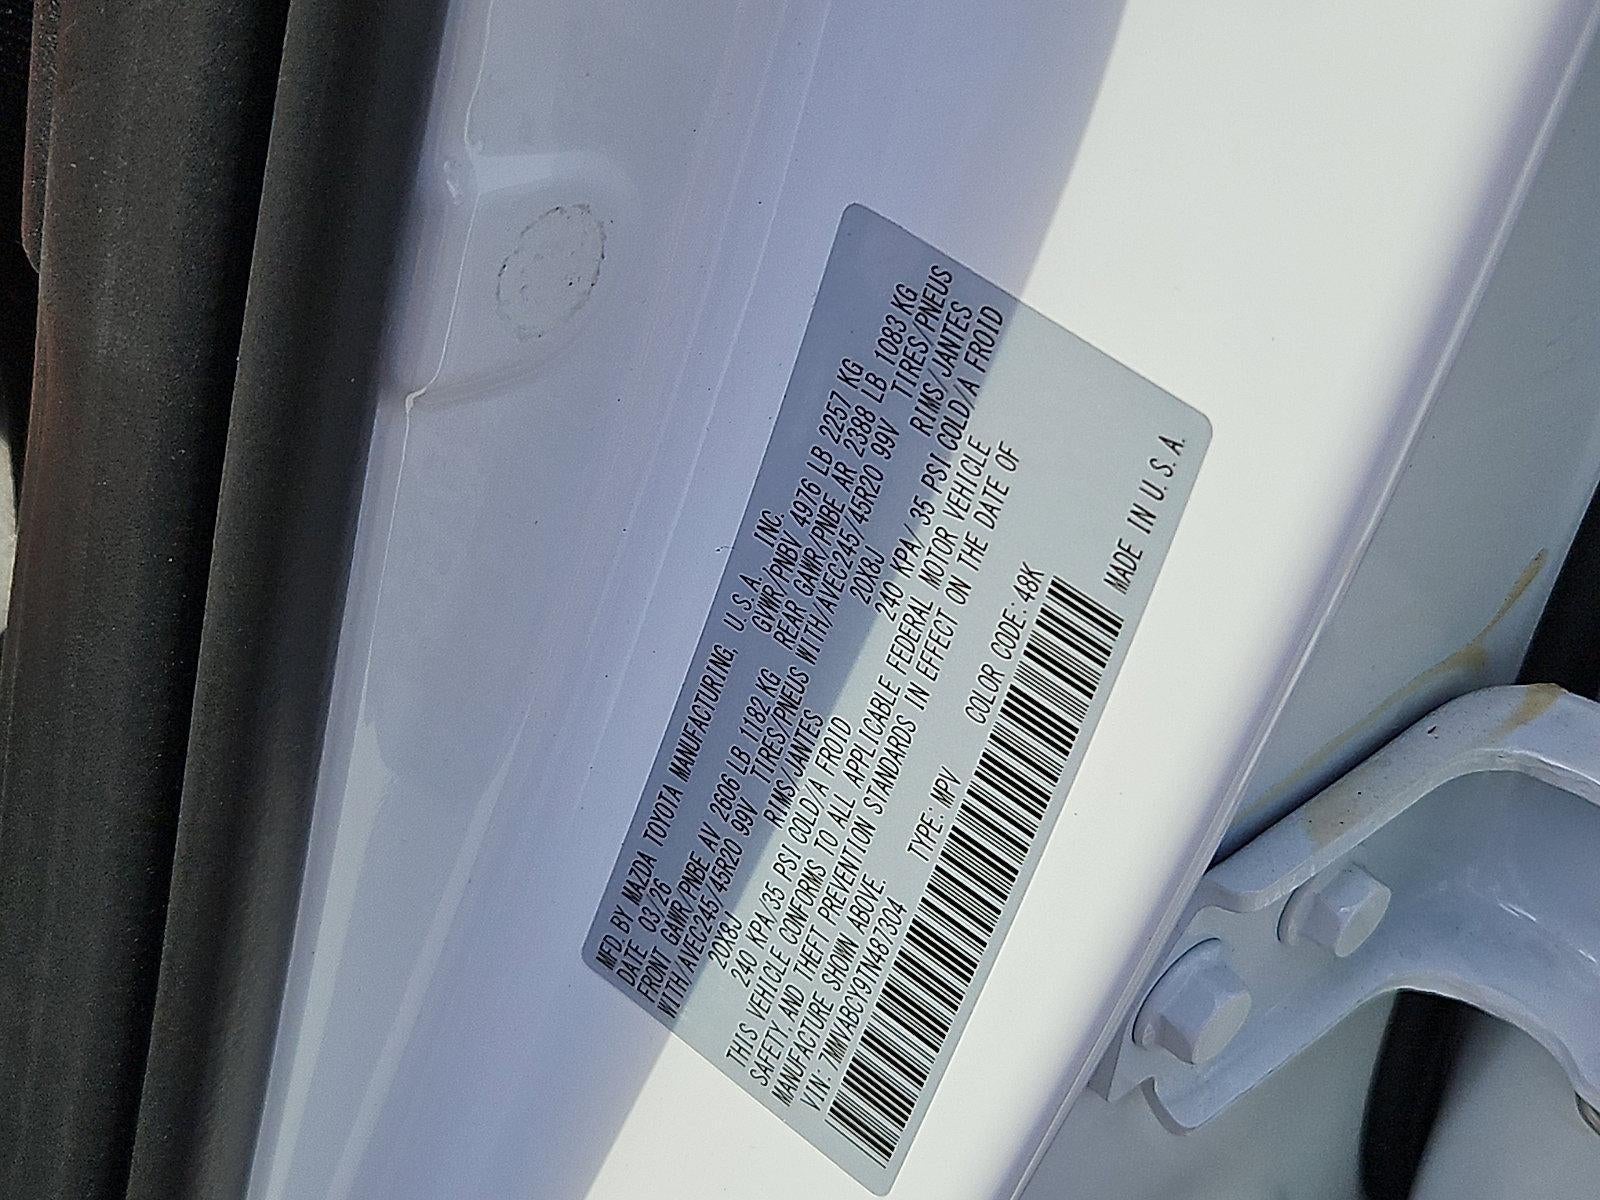 MFD. BY MAZDA TOYOTA MANUFACTURING, U.S.A. INC.
DATE 03/26 GVWR/PNBV 4976 LB 2257 KG
FRONT GAWR/PNBE AV 2606 LB 1182 KG REAR GAWR/PNBE AR 2388 LB 1083 KG
WITH/AVEC245/45R20 99V TIRES/PNEUS WITH/AVEC245/45R20 99V TIRES/PNEUS
20X8J RIMS/JANTES 20X8J RIMS/JANTES
240 KPA/35 PSI COLD/A FROID 240 KPA/35 PSI COLD/A FROID
THIS VEHICLE CONFORMS TO ALL APPLICABLE FEDERAL MOTOR VEHICLE
SAFETY, AND THEFT PREVENTION STANDARDS IN EFFECT ON THE DATE OF
MANUFACTURE SHOWN ABOVE.
VIN: 7MMVABCY9TN487304 TYPE: MPV COLOR CODE: 48K
MADE IN U.S.A.